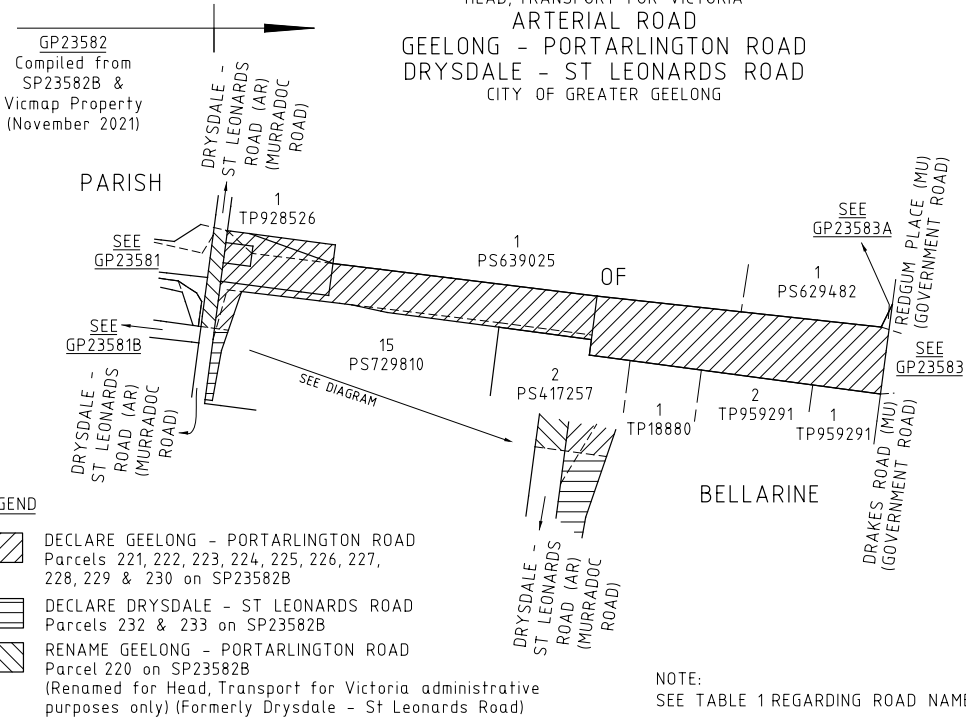 HEAD, TRANSPORT FOR VICTORIA
ARTERIAL ROAD
GEELONG - PORTARLINGTON ROAD
DRYSDALE - ST LEONARDS ROAD
CITY OF GREATER GEELONG
GP23582
Compiled from
SP23582B &
Vicmap Property
(November 2021)
DRYSDALE -
ST LEONARDS
ROAD (AR)
(MURRADOC
ROAD)
PARISH
1
TP928526
SEE
GP23581
1
PS639025
OF
SEE
GP23583A
1
PS629482
REDGUM PLACE (MU)
(GOVERNMENT ROAD)
SEE
GP23581B
15
PS729810
SEE DIAGRAM
2
PS417257
1
TP18880
2
TP959291
1
TP959291
SEE
GP23583
DRYSDALE -
ST LEONARDS
ROAD (AR)
(MURRADOC
ROAD)
BELLARINE
DRAKES ROAD (MU)
(GOVERNMENT ROAD)
DRYSDALE -
ST LEONARDS
ROAD (AR)
(MURRADOC
ROAD)
GEND
DECLARE GEELONG - PORTARLINGTON ROAD
Parcels 221, 222, 223, 224, 225, 226, 227,
228, 229 & 230 on SP23582B
DECLARE DRYSDALE - ST LEONARDS ROAD
Parcels 232 & 233 on SP23582B
RENAME GEELONG - PORTARLINGTON ROAD
Parcel 220 on SP23582B
(Renamed for Head, Transport for Victoria administrative
purposes only) (Formerly Drysdale - St Leonards Road)
NOTE:
SEE TABLE 1 REGARDING ROAD NAME